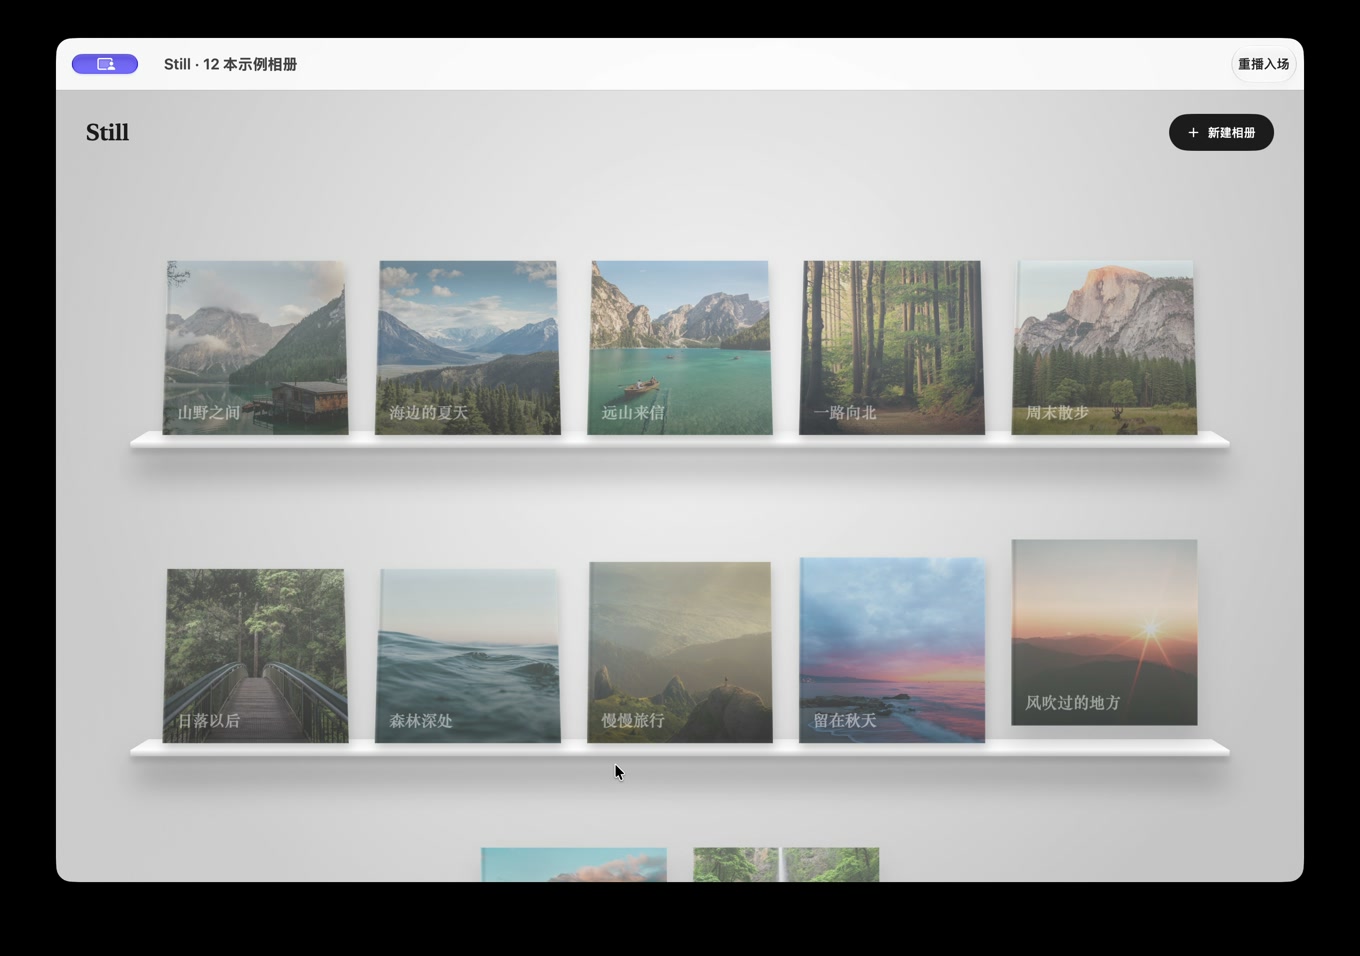 Still · 12 本示例相册
重播入场
Still
+ 新建相册
山野之间
海边的夏天
远山来信
一路向北
周末散步
日落以后
森林深处
慢慢旅行
留在秋天
风吹过的地方